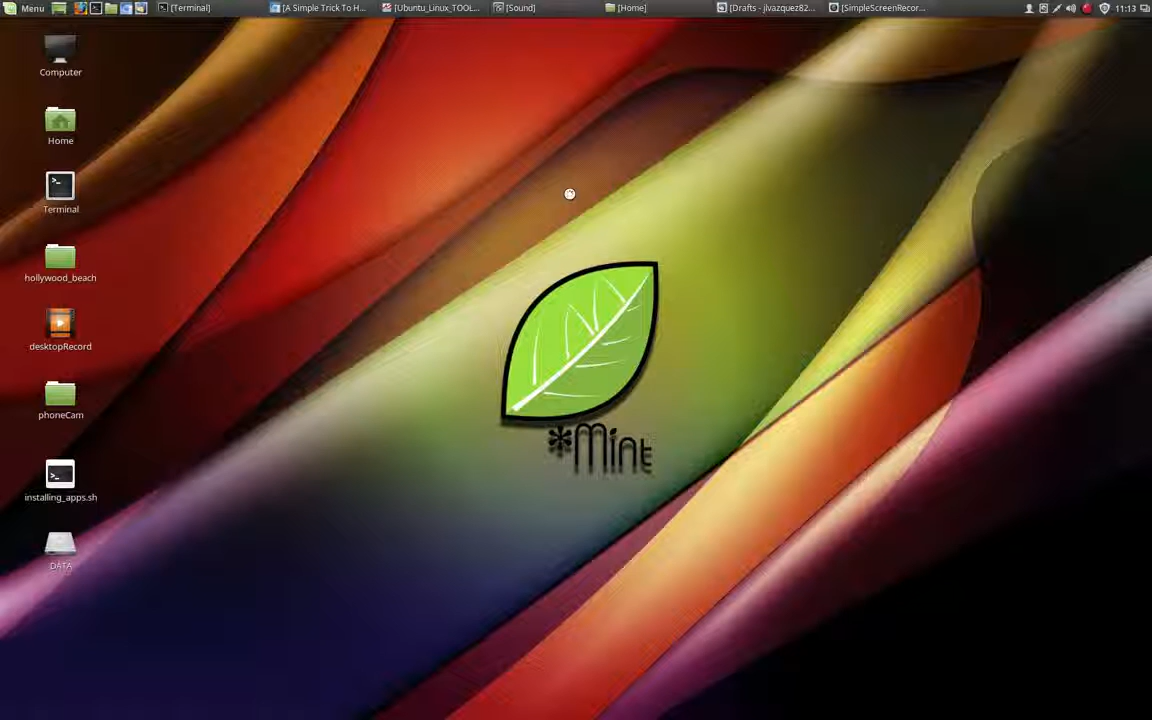 Menu
[Terminal]
[A Simple Trick To H...
[Ubuntu_Linux_TOOL...
[Sound]
[Home]
[Drafts - jlvazquez82...
[SimpleScreenRecor...
11:13
Computer
Home
Terminal
hollywood_beach
desktopRecord
phoneCam
installing_apps.sh
DATA
*Mint